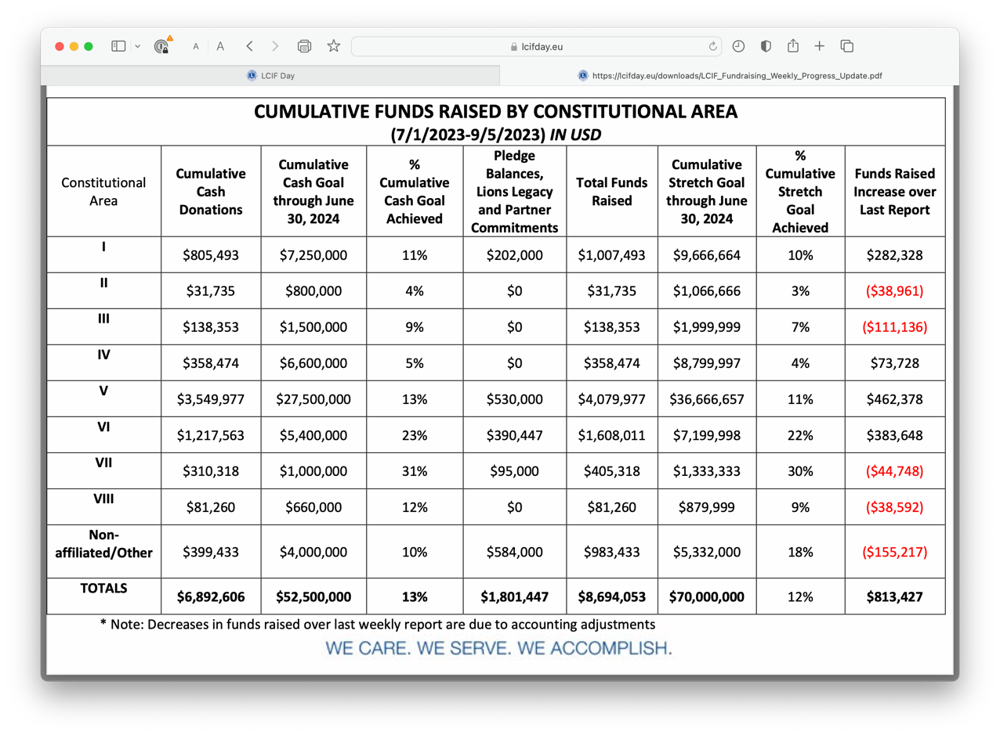 A A lcifday.eu
LCIF Day https://lcifday.eu/downloads/LCIF_Fundraising_Weekly_Progress_Update.pdf
CUMULATIVE FUNDS RAISED BY CONSTITUTIONAL AREA
(7/1/2023-9/5/2023) IN USD
Constitutional Area Cumulative Cash Donations Cumulative Cash Goal through June 30, 2024 % Cumulative Cash Goal Achieved Pledge Balances, Lions Legacy and Partner Commitments Total Funds Raised Cumulative Stretch Goal through June 30, 2024 % Cumulative Stretch Goal Achieved Funds Raised Increase over Last Report
I $805,493 $7,250,000 11% $202,000 $1,007,493 $9,666,664 10% $282,328
II $31,735 $800,000 4% $0 $31,735 $1,066,666 3% ($38,961)
III $138,353 $1,500,000 9% $0 $138,353 $1,999,999 7% ($111,136)
IV $358,474 $6,600,000 5% $0 $358,474 $8,799,997 4% $73,728
V $3,549,977 $27,500,000 13% $530,000 $4,079,977 $36,666,657 11% $462,378
VI $1,217,563 $5,400,000 23% $390,447 $1,608,011 $7,199,998 22% $383,648
VII $310,318 $1,000,000 31% $95,000 $405,318 $1,333,333 30% ($44,748)
VIII $81,260 $660,000 12% $0 $81,260 $879,999 9% ($38,592)
Non-affiliated/Other $399,433 $4,000,000 10% $584,000 $983,433 $5,332,000 18% ($155,217)
TOTALS $6,892,606 $52,500,000 13% $1,801,447 $8,694,053 $70,000,000 12% $813,427
* Note: Decreases in funds raised over last weekly report are due to accounting adjustments
WE CARE. WE SERVE. WE ACCOMPLISH.